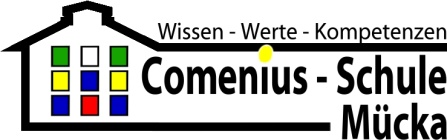 Wissen - Werte - Kompetenzen
Comenius - Schule
Mücka